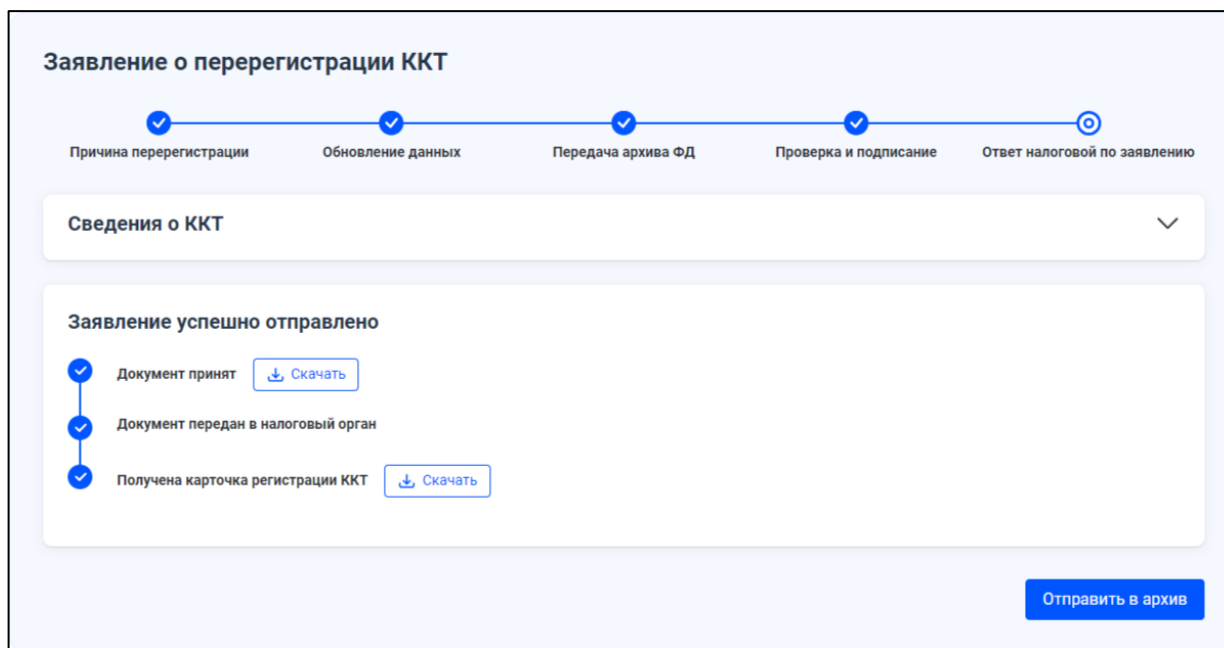 Заявление о перерегистрации ККТ
Причина перерегистрации
Обновление данных
Передача архива ФД
Проверка и подписание
Ответ налоговой по заявлению
Сведения о ККТ
Заявление успешно отправлено
Документ принят
Скачать
Документ передан в налоговый орган
Получена карточка регистрации ККТ
Скачать
Отправить в архив